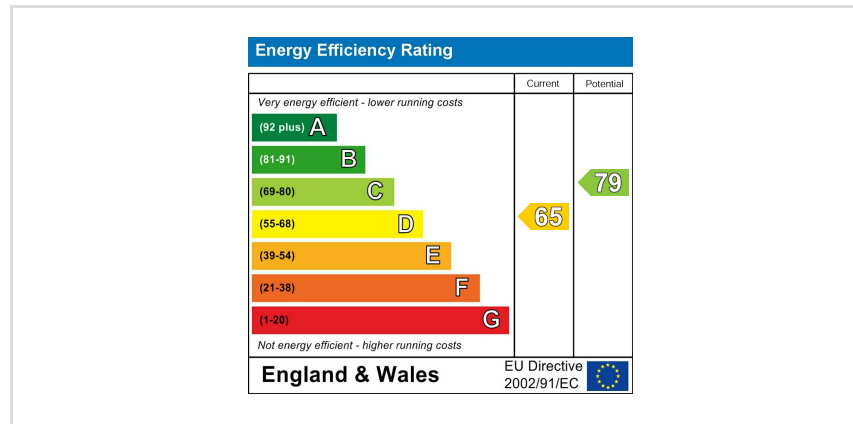 Energy Efficiency Rating
Current Potential
Very energy efficient - lower running costs
(92 plus) A
(81-91) B
(69-80) C
79
(55-68) D
65
(39-54) E
(21-38) F
(1-20) G
Not energy efficient - higher running costs
England & Wales
EU Directive
2002/91/EC